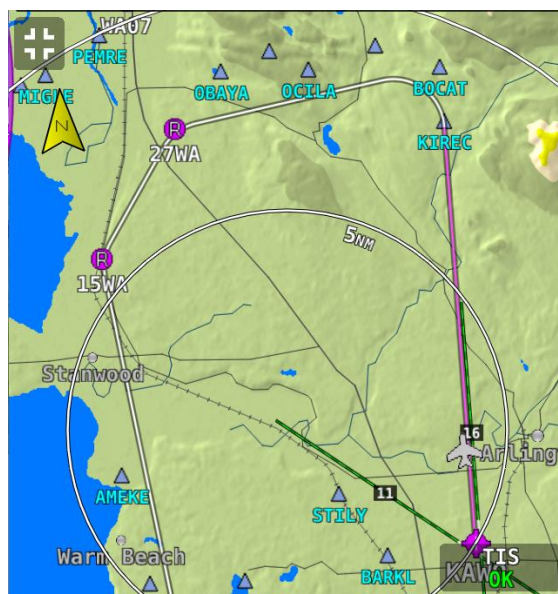 WA07
PEMRE
MIGNE
N
OBAYA
OCILA
BOCAT
KIREC
27WA
5NM
15WA
Stanwood
16
Arling
11
AMEKE
STILY
Warm Beach
BARKL
KAW
TIS
OK
R
R